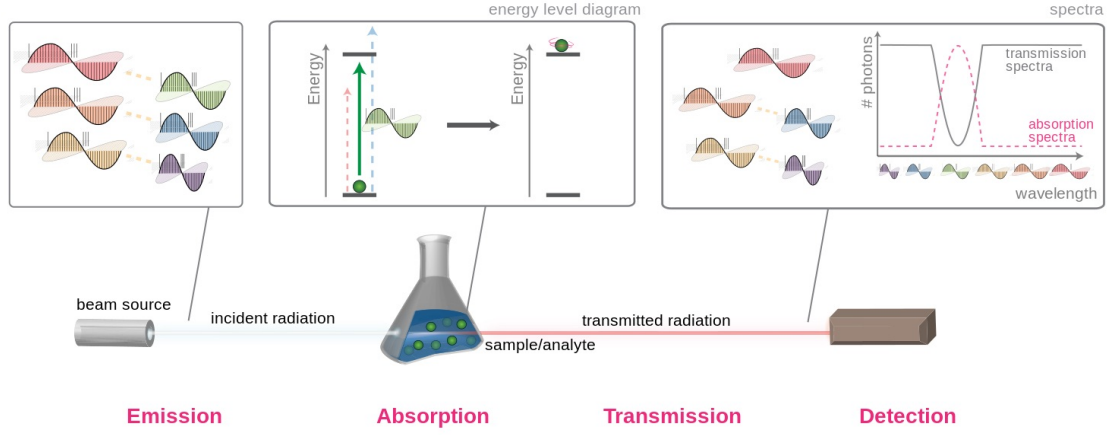 energy level diagram
spectra
Energy
Energy
# photons
transmission
spectra
absorption
spectra
wavelength
beam source
incident radiation
transmitted radiation
sample/analyte
Emission
Absorption
Transmission
Detection